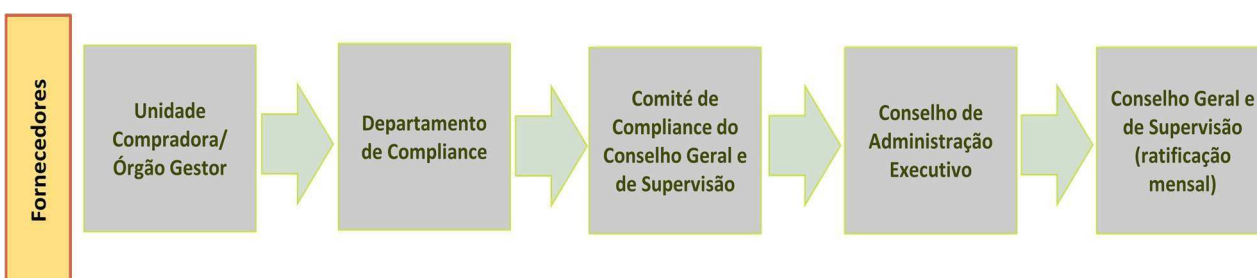 Fornecedores
Unidade
Compradora/
Órgão Gestor
Departamento
de Compliance
Comité de
Compliance do
Conselho Geral e
de Supervisão
Conselho de
Administração
Executivo
Conselho Geral e
de Supervisão
(ratificação
mensal)